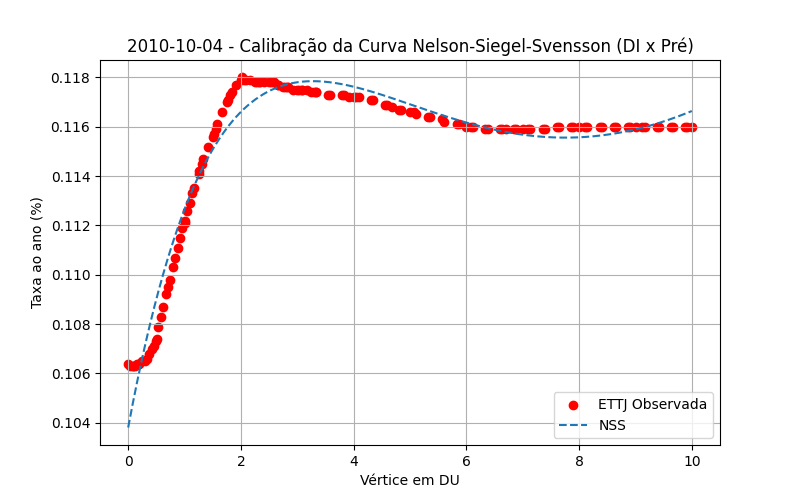 2010-10-04 - Calibração da Curva Nelson-Siegel-Svensson (DI x Pré)
0.118
0.116
0.114
0.112
0.110
0.108
0.106
0.104
Taxa ao ano (%)
ETTJ Observada
NSS
0 2 4 6 8 10
Vértice em DU